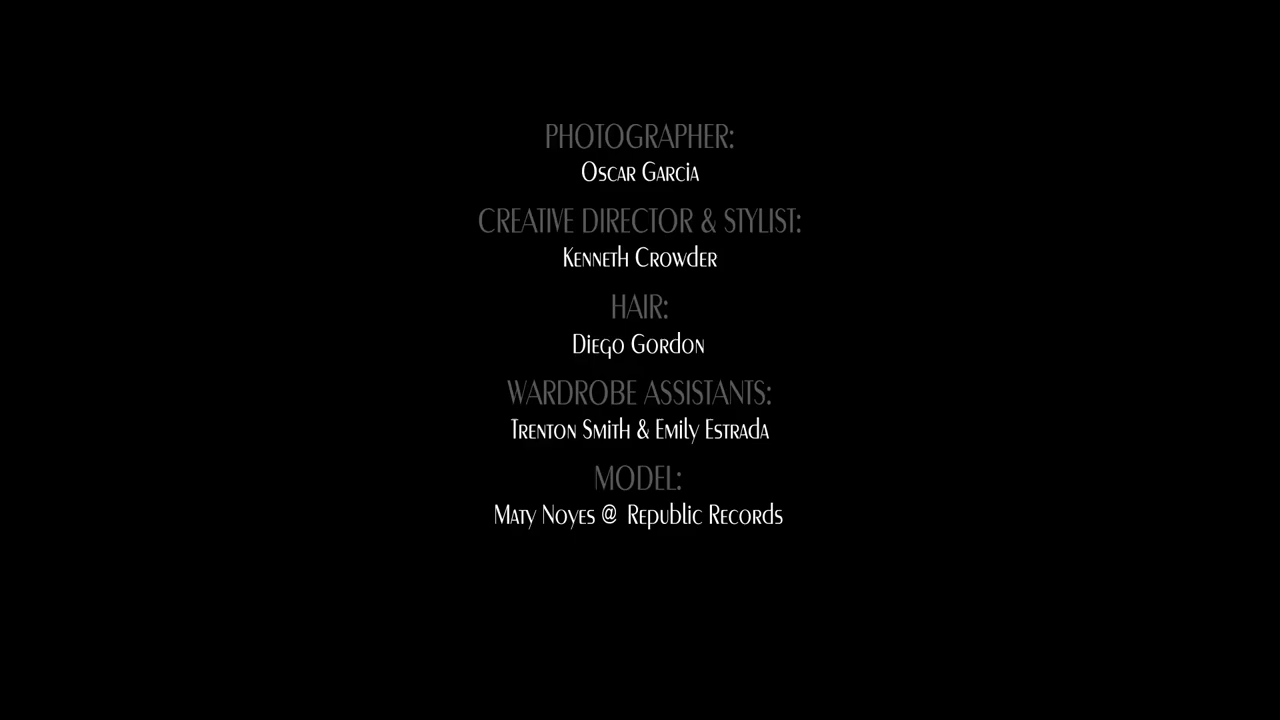 PHOTOGRAPHER:
Oscar Garcia
CREATIVE DIRECTOR & STYLIST:
Kenneth Crowder
HAIR:
Diego Gordon
WARDROBE ASSISTANTS:
Trenton Smith & Emily Estrada
MODEL:
Maty Noyes @ Republic Records